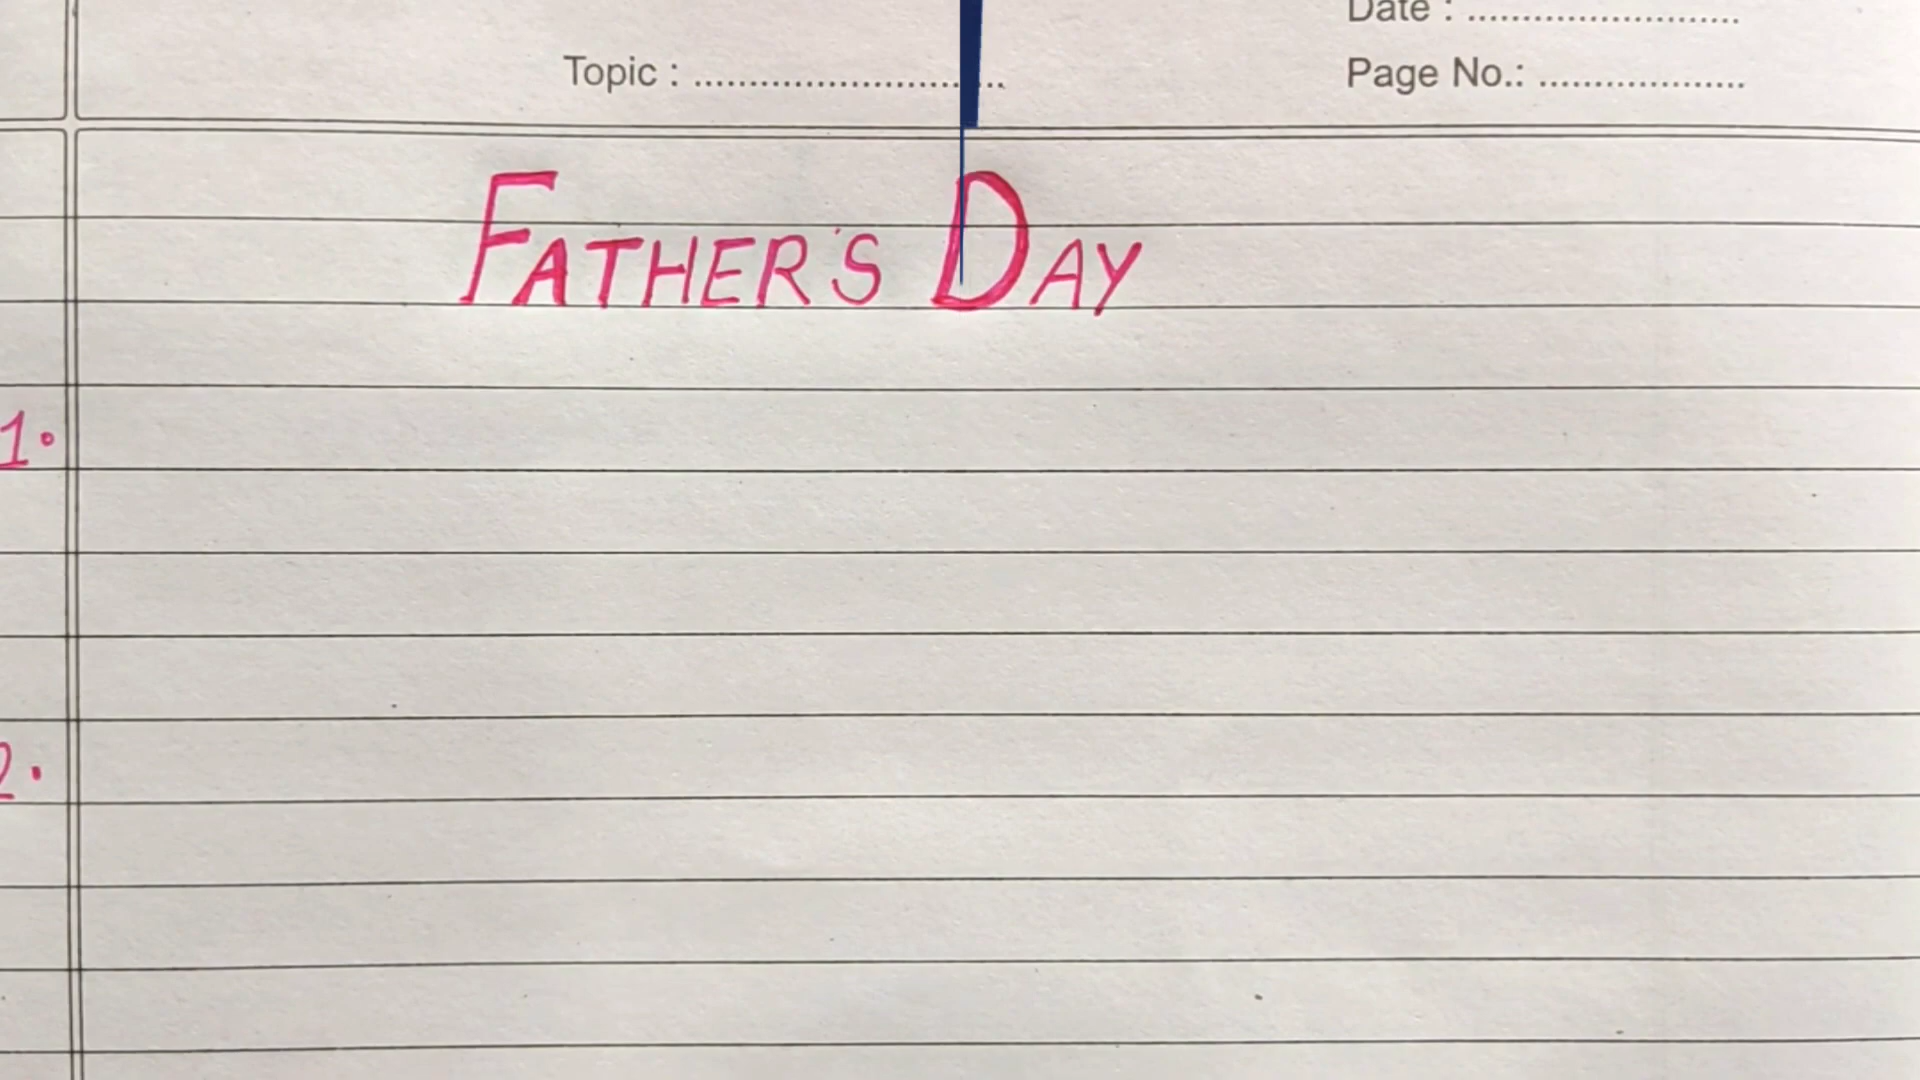 Date : ..........................
Topic : ..............................
Page No.: ...................
FATHER'S DAY
1.
2.